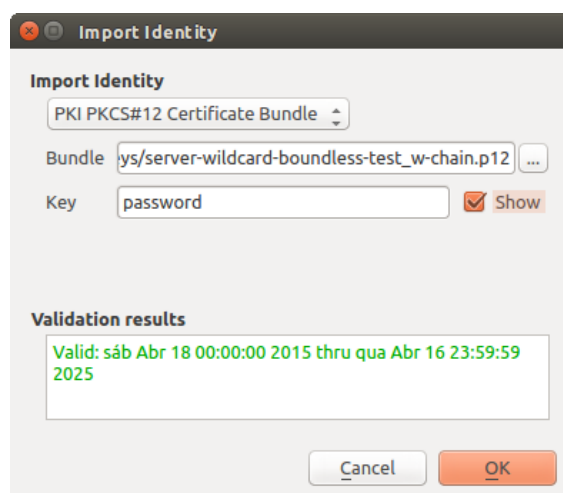 Import Identity
Import Identity
PKI PKCS#12 Certificate Bundle
Bundle ys/server-wildcard-boundless-test_w-chain.p12 ...
Key password Show
Validation results
Valid: sáb Abr 18 00:00:00 2015 thru qua Abr 16 23:59:59
2025
Cancel OK